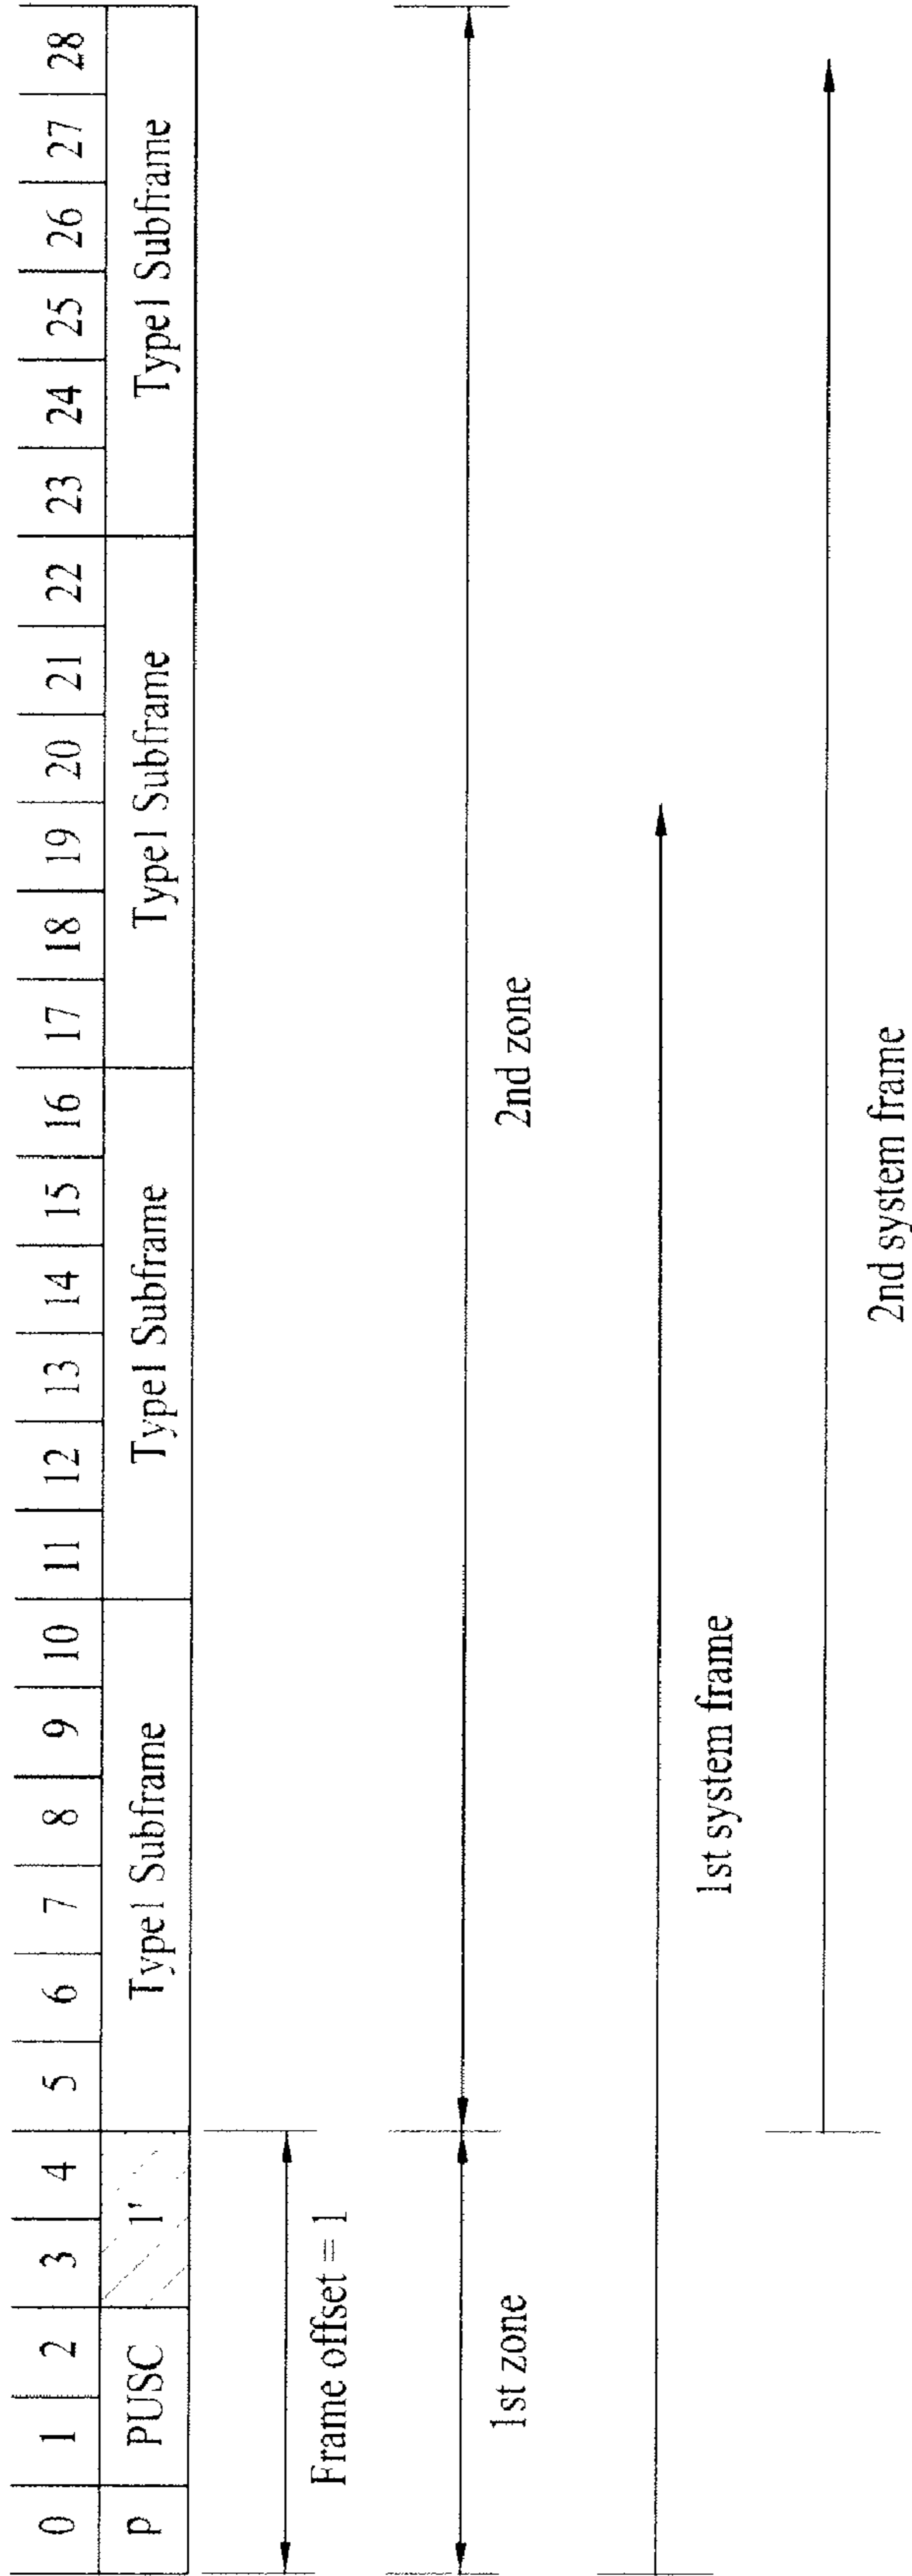 0 1 2 3 4 5 6 7 8 9 10 11 12 13 14 15 16 17 18 19 20 21 22 23 24 25 26 27 28
P PUSC 1' Type1 Subframe Type1 Subframe Type1 Subframe Type1 Subframe
Frame offset = 1
1st zone 2nd zone
1st system frame
2nd system frame